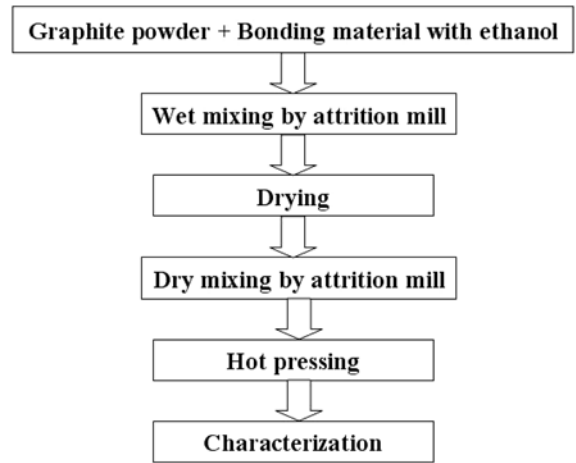 Graphite powder + Bonding material with ethanol
Wet mixing by attrition mill
Drying
Dry mixing by attrition mill
Hot pressing
Characterization